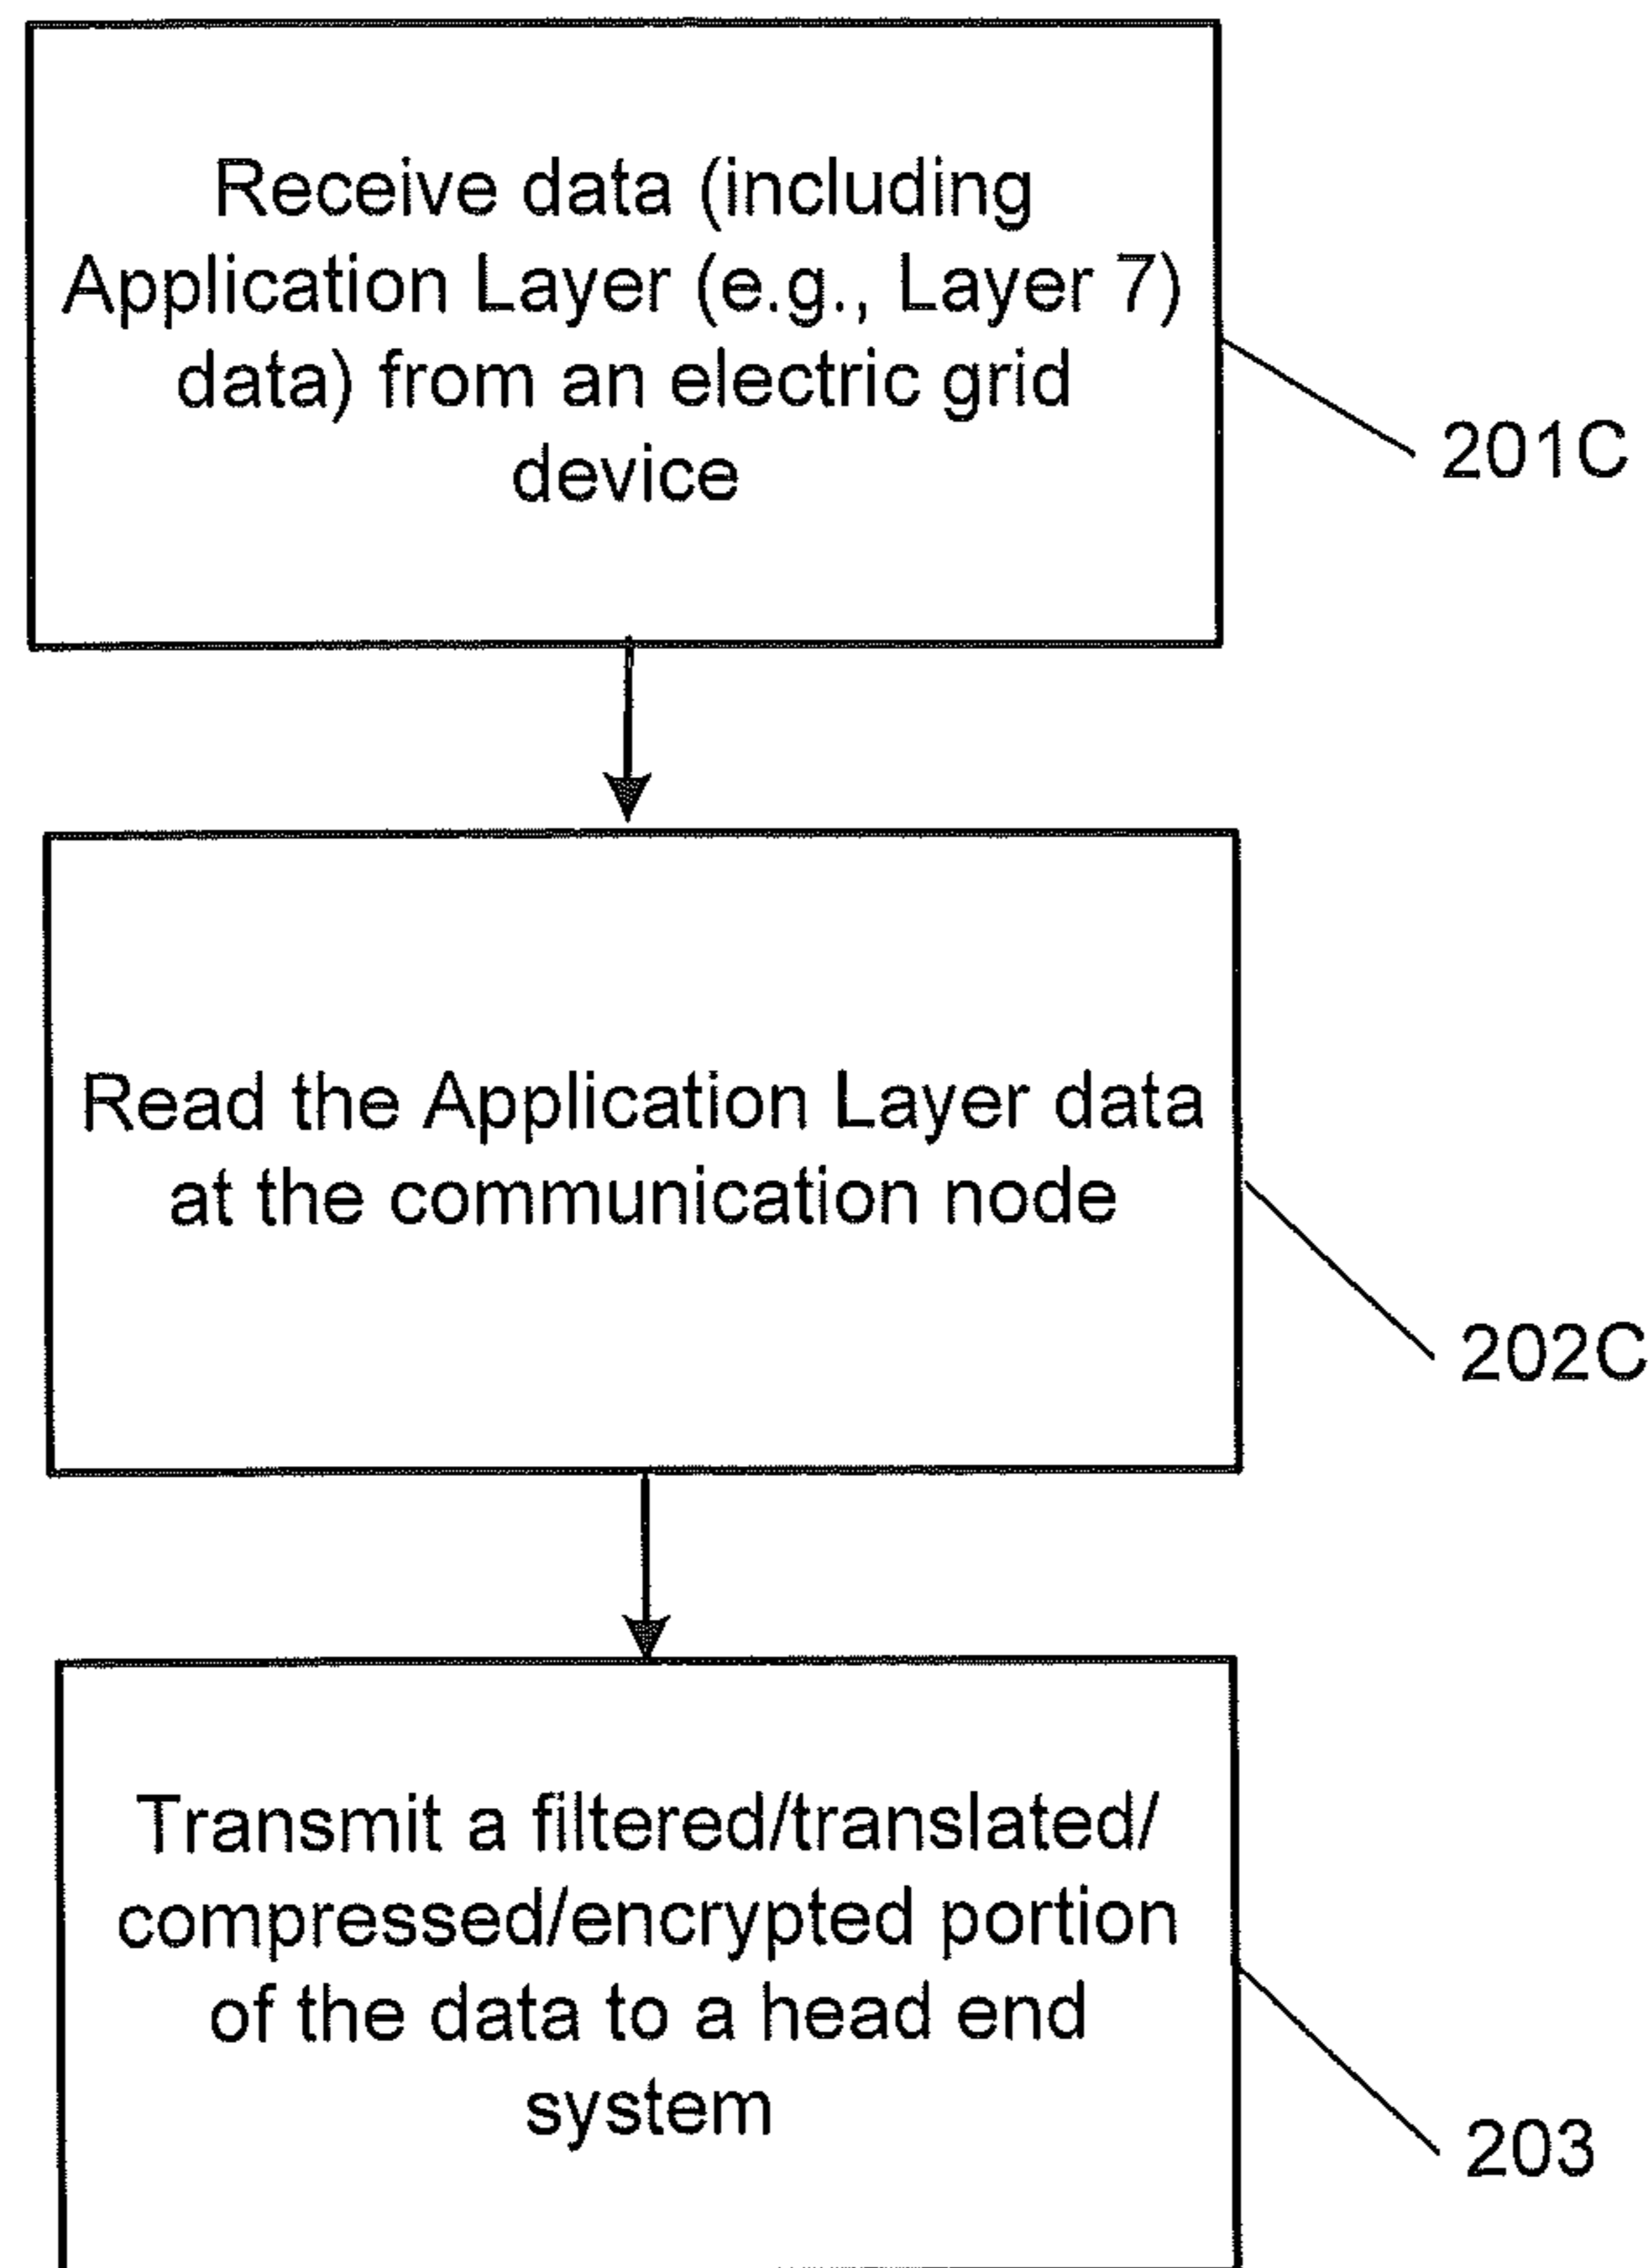 Receive data (including
Application Layer (e.g., Layer 7)
data) from an electric grid
device
201C
Read the Application Layer data
at the communication node
202C
Transmit a filtered/translated/
compressed/encrypted portion
of the data to a head end
system
203